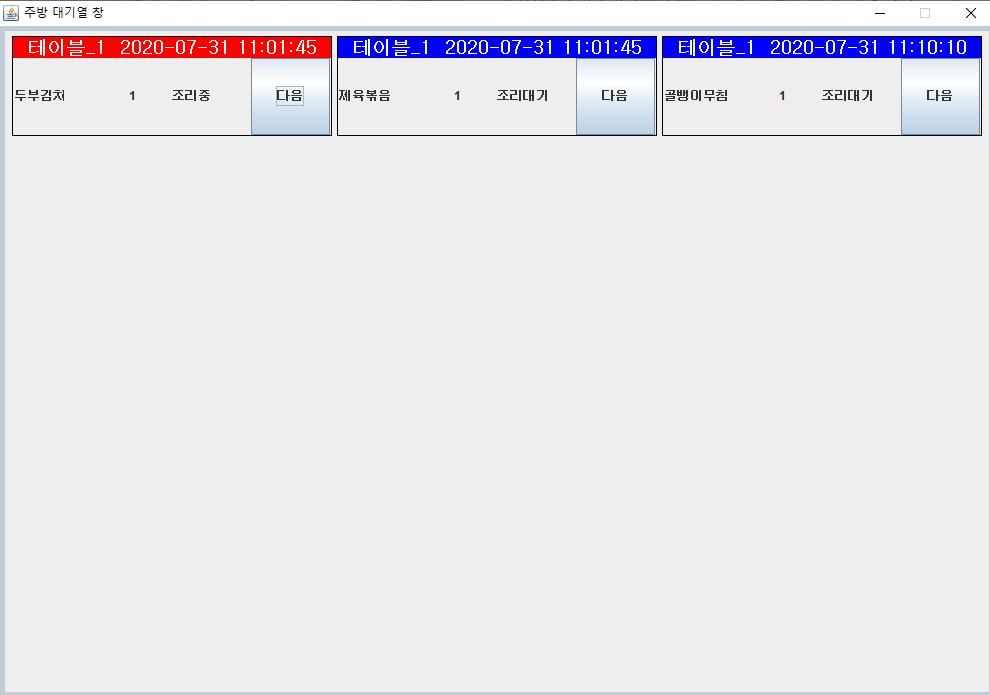 주방 대기열 창
테이블_1 2020-07-31 11:01:45
두부김처 1 조리중 다음
테이블_1 2020-07-31 11:01:45
제육볶음 1 조리대기 다음
테이블_1 2020-07-31 11:10:10
골뱅이무침 1 조리대기 다음